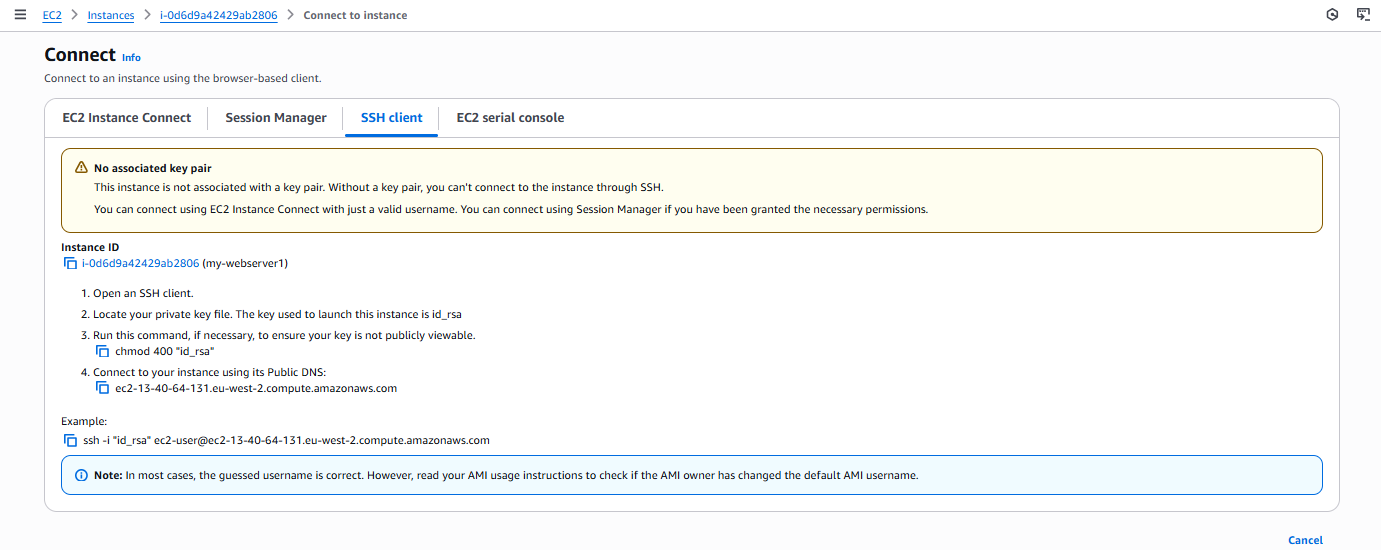 EC2 > Instances > i-0d6d9a42429ab2806 > Connect to instance
Connect Info
Connect to an instance using the browser-based client.
EC2 Instance Connect Session Manager SSH client EC2 serial console
No associated key pair
This instance is not associated with a key pair. Without a key pair, you can't connect to the instance through SSH.
You can connect using EC2 Instance Connect with just a valid username. You can connect using Session Manager if you have been granted the necessary permissions.
Instance ID
i-0d6d9a42429ab2806 (my-webserver1)
1. Open an SSH client.
2. Locate your private key file. The key used to launch this instance is id_rsa
3. Run this command, if necessary, to ensure your key is not publicly viewable.
chmod 400 "id_rsa"
4. Connect to your instance using its Public DNS:
ec2-13-40-64-131.eu-west-2.compute.amazonaws.com
Example:
ssh -i "id_rsa" ec2-user@ec2-13-40-64-131.eu-west-2.compute.amazonaws.com
Note: In most cases, the guessed username is correct. However, read your AMI usage instructions to check if the AMI owner has changed the default AMI username.
Cancel